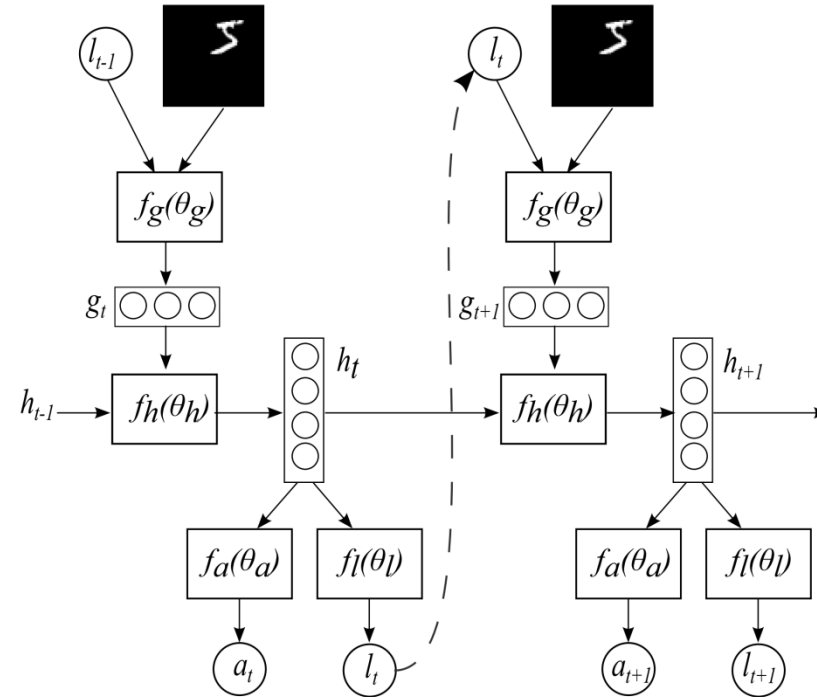 l_{t-1} l_t
f_g(θ_g) f_g(θ_g)
g_t g_{t+1}
h_t h_{t+1}
h_{t-1} f_h(θ_h) f_h(θ_h)
f_a(θ_a) f_l(θ_l) f_a(θ_a) f_l(θ_l)
a_t l_t a_{t+1} l_{t+1}